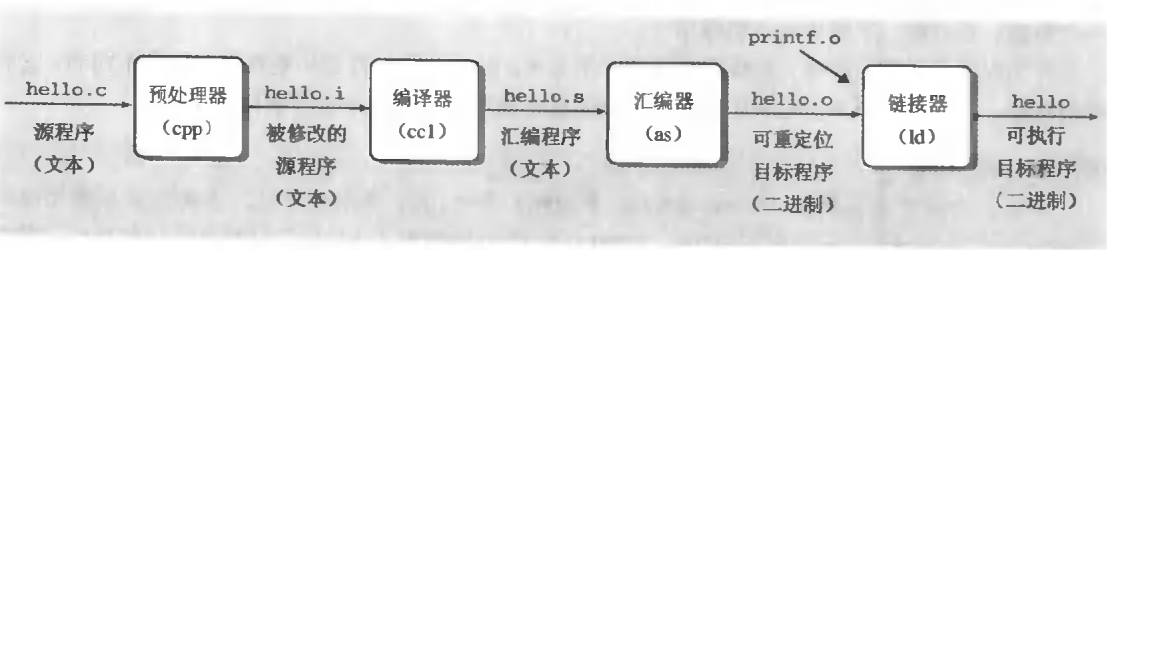 printf.o
hello.c
源程序
（文本）
预处理器
（cpp）
hello.i
被修改的
源程序
（文本）
编译器
（cc1）
hello.s
汇编程序
（文本）
汇编器
（as）
hello.o
可重定位
目标程序
（二进制）
链接器
（ld）
hello
可执行
目标程序
（二进制）